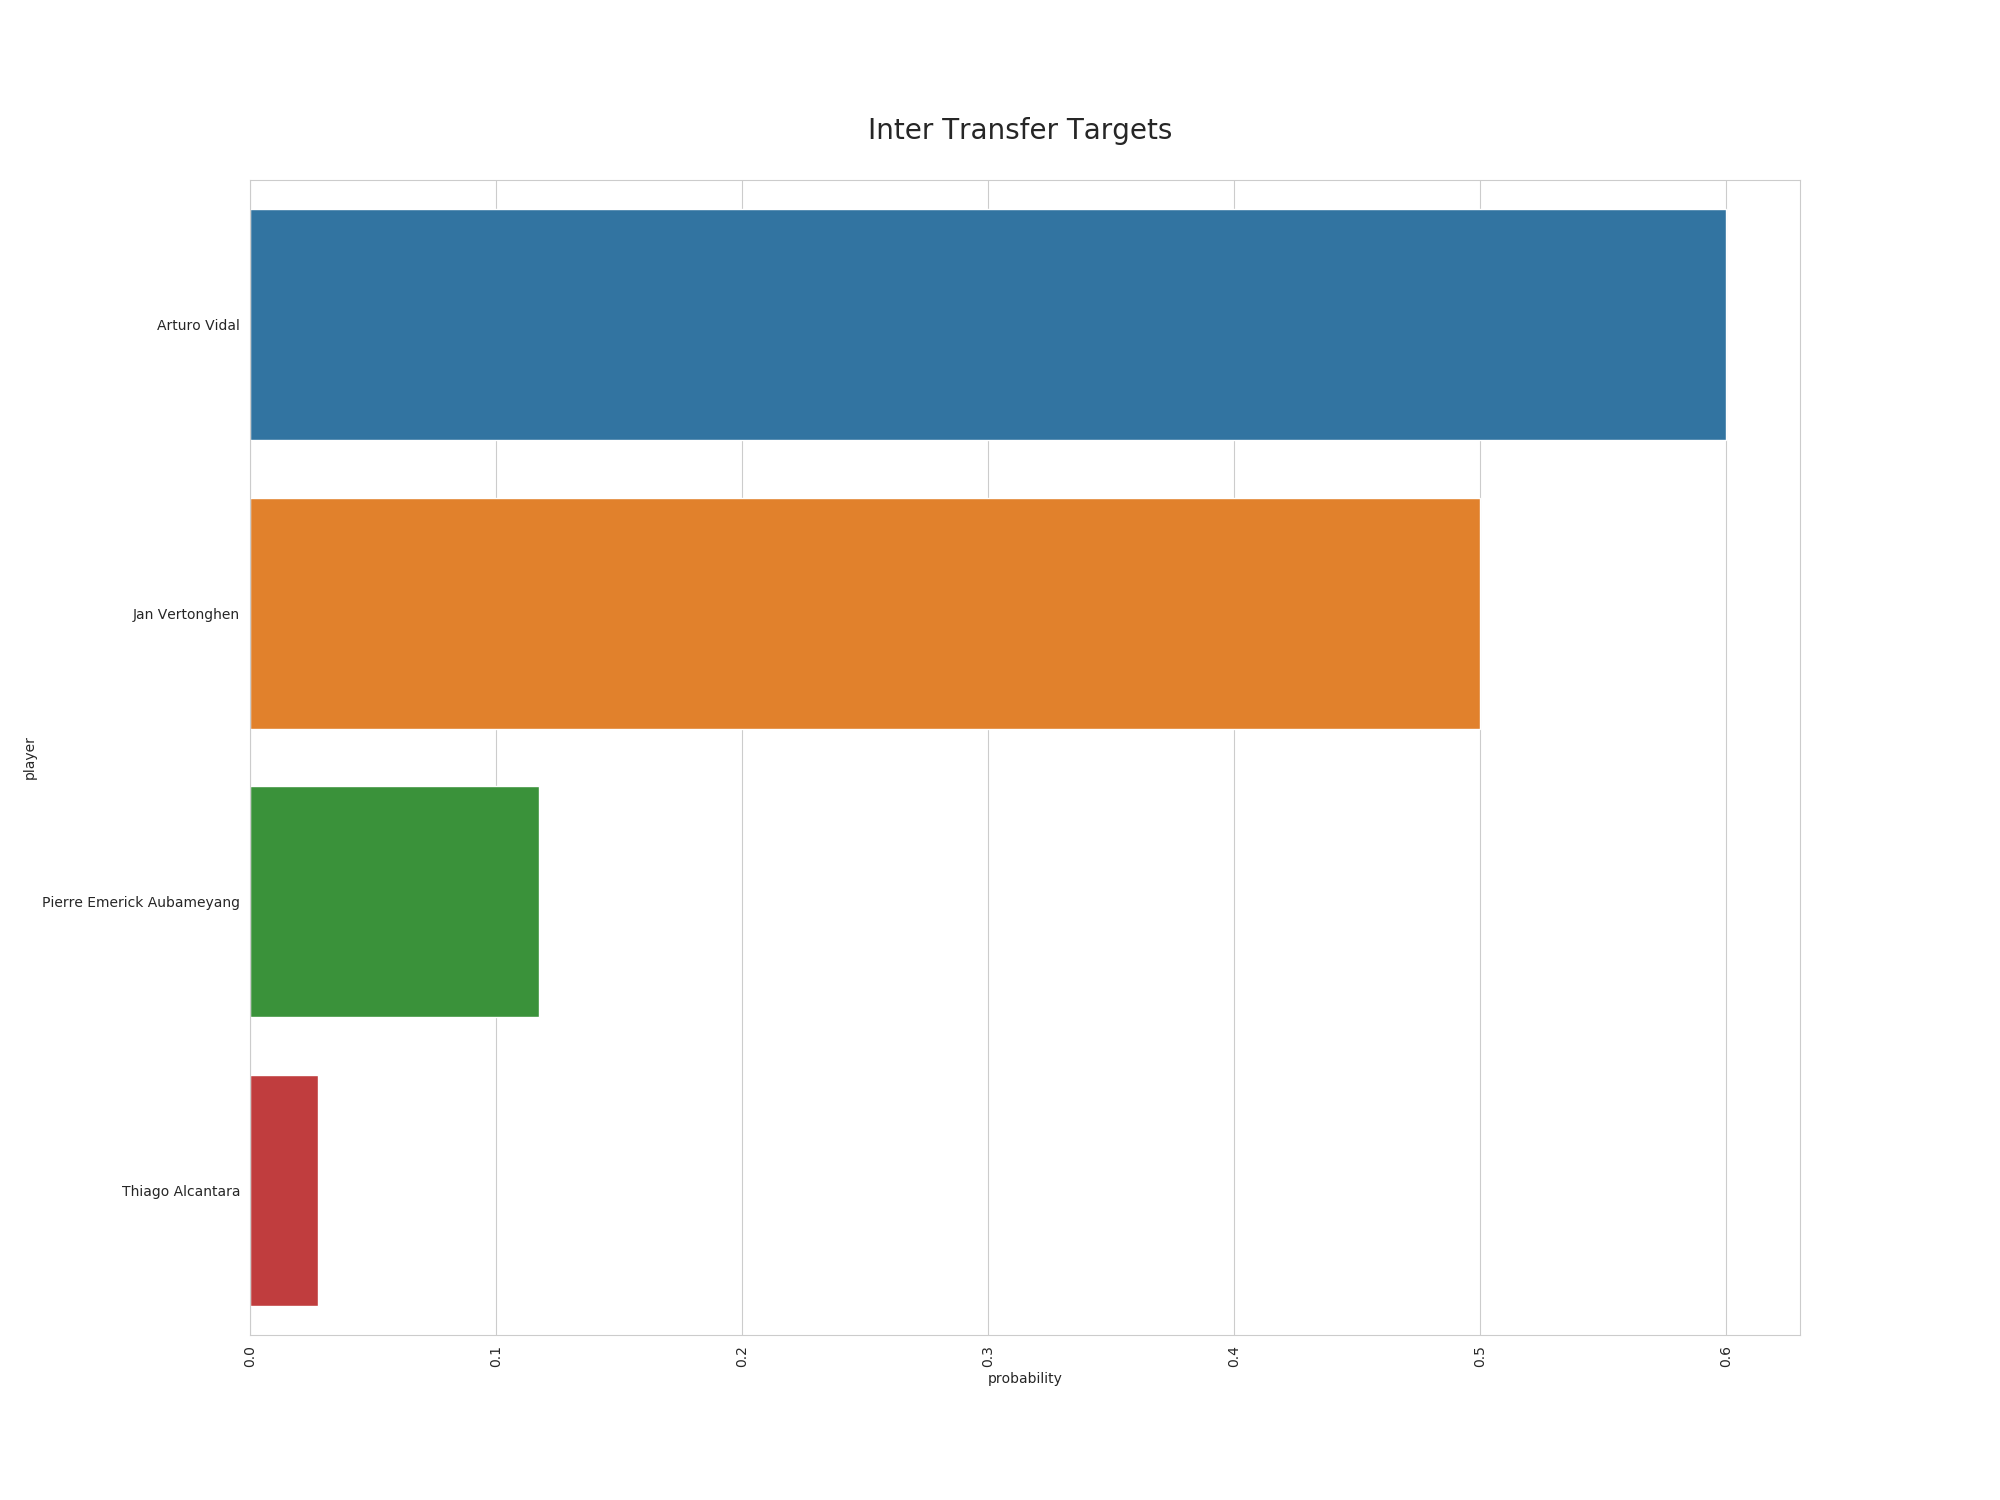 Inter Transfer Targets
Arturo Vidal
Jan Vertonghen
player
Pierre Emerick Aubameyang
Thiago Alcantara
0.0
0.1
0.2
0.3
0.4
0.5
0.6
probability